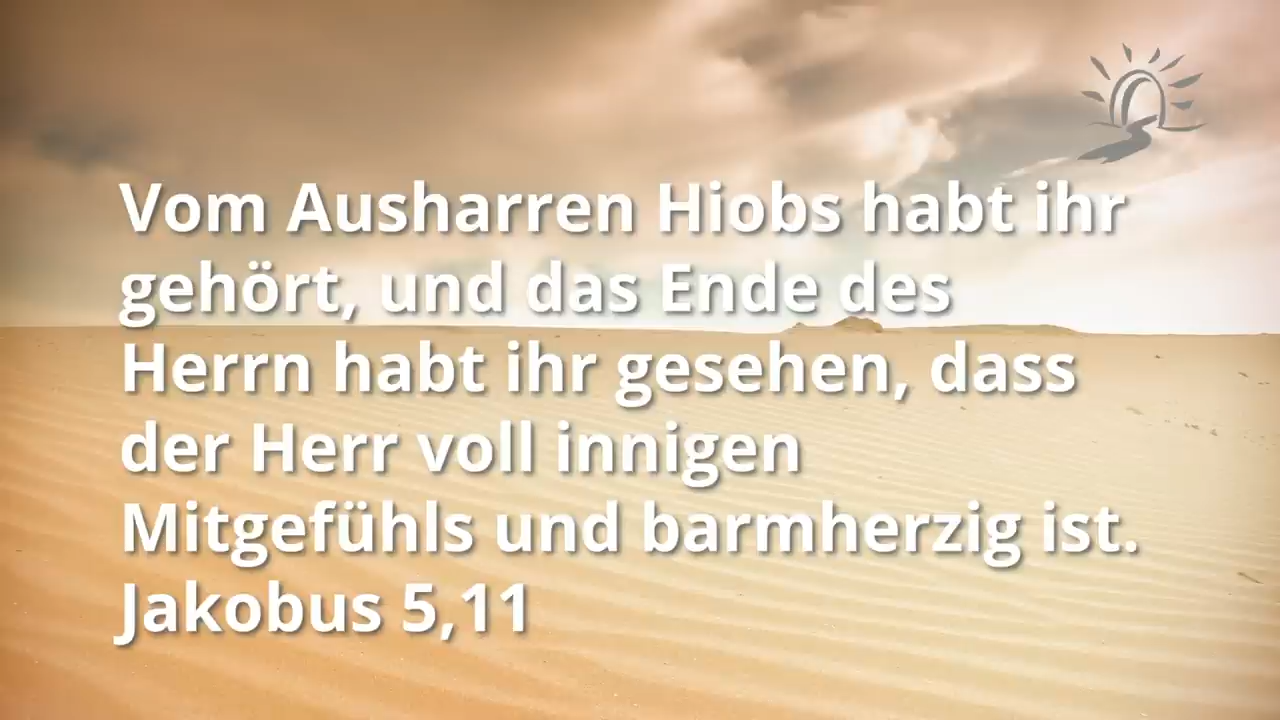 Vom Ausharren Hiobs habt ihr
gehört, und das Ende des
Herrn habt ihr gesehen, dass
der Herr voll innigen
Mitgefühls und barmherzig ist.
Jakobus 5,11